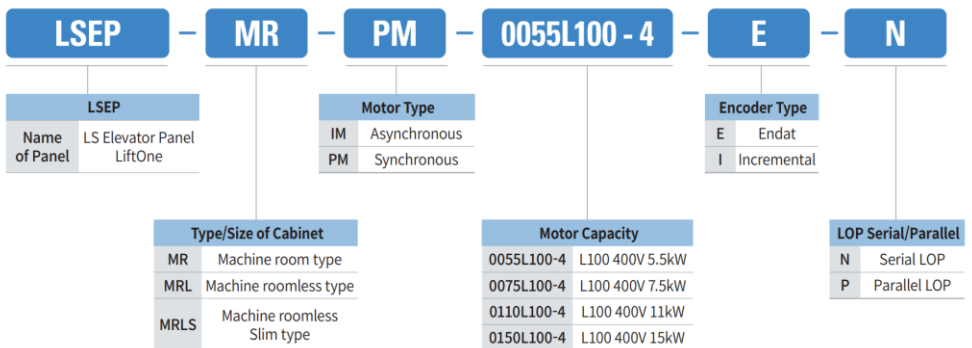 LSEP – MR – PM – 0055L100 - 4 – E – N
LSEP
Name
of Panel
LS Elevator Panel
LiftOne
Motor Type
IM Asynchronous
PM Synchronous
Encoder Type
E Endat
I Incremental
Type/Size of Cabinet
MR Machine room type
MRL Machine roomless type
MRLS
Machine roomless
Slim type
Motor Capacity
0055L100-4 L100 400V 5.5kW
0075L100-4 L100 400V 7.5kW
0110L100-4 L100 400V 11kW
0150L100-4 L100 400V 15kW
LOP Serial/Parallel
N Serial LOP
P Parallel LOP